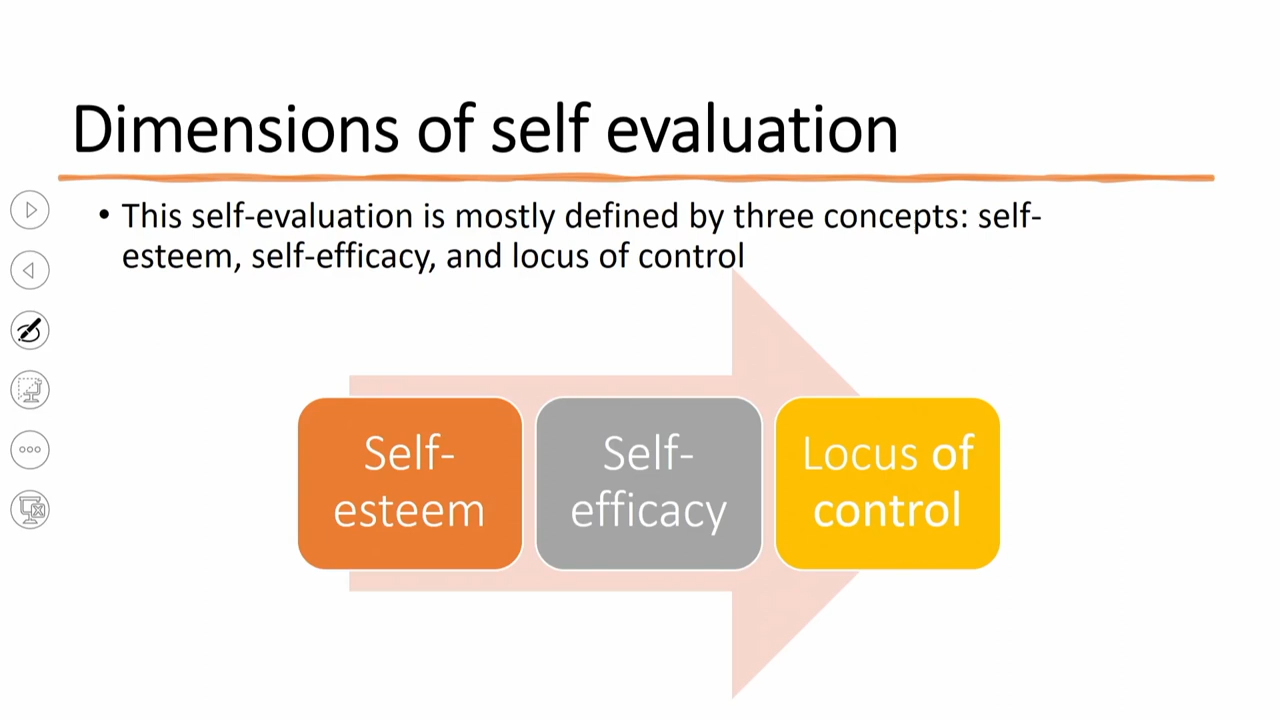 Dimensions of self evaluation
• This self-evaluation is mostly defined by three concepts: self-
esteem, self-efficacy, and locus of control
Self-
esteem
Self-
efficacy
Locus of
control